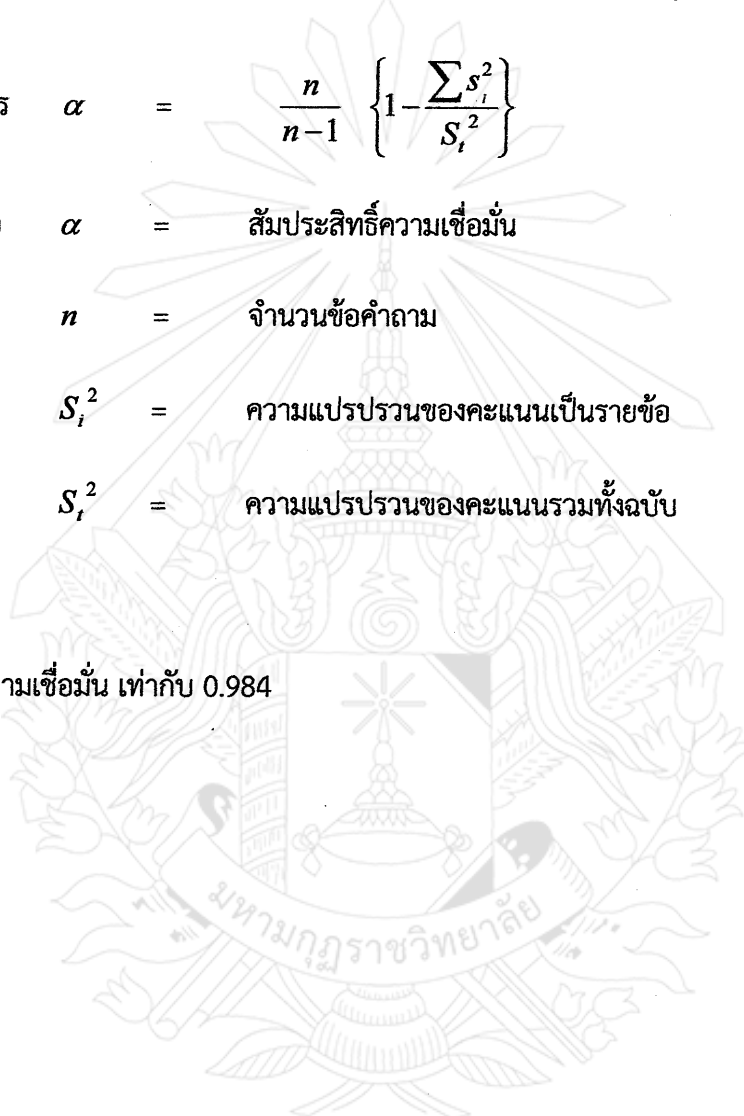 ร α = n/(n−1) {1−∑s_i²/S_t²}
α = สัมประสิทธิ์ความเชื่อมั่น
n = จำนวนข้อคำถาม
S_i² = ความแปรปรวนของคะแนนเป็นรายข้อ
S_t² = ความแปรปรวนของคะแนนรวมทั้งฉบับ
ามเชื่อมั่น เท่ากับ 0.984
มหามกุฏราชวิทยาลัย